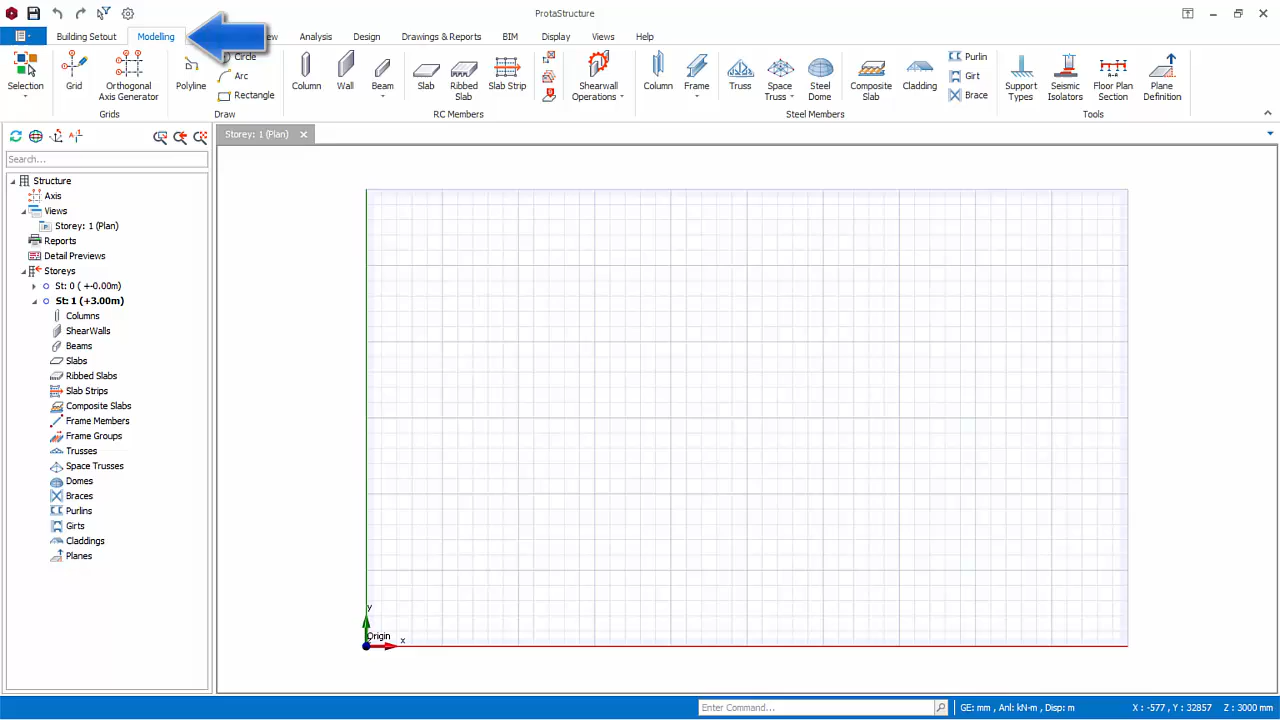 ProtaStructure
Building Setout
Modelling
Analysis
Design
Drawings & Reports
BIM
Display
Views
Help
Selection
Grid
Orthogonal
Axis Generator
Grids
Polyline
Circle
Arc
Rectangle
Draw
Column
Wall
Beam
Slab
Ribbed
Slab
Slab Strip
Shearwall
Operations
RC Members
Column
Frame
Truss
Space
Truss
Steel
Dome
Composite
Slab
Cladding
Purlin
Girt
Brace
Steel Members
Support
Types
Seismic
Isolators
Floor Plan
Section
Plane
Definition
Tools
Storey: 1 (Plan)
Search...
Structure
Axis
Views
Storey: 1 (Plan)
Reports
Detail Previews
Storeys
St: 0 ( +-0.00m)
St: 1 (+3.00m)
Columns
ShearWalls
Beams
Slabs
Ribbed Slabs
Slab Strips
Composite Slabs
Frame Members
Frame Groups
Trusses
Space Trusses
Domes
Braces
Purlins
Girts
Claddings
Planes
y
Origin
x
Enter Command...
GE: mm , Anl: kN-m , Disp: m
X : -577 , Y : 32857
Z : 3000 mm